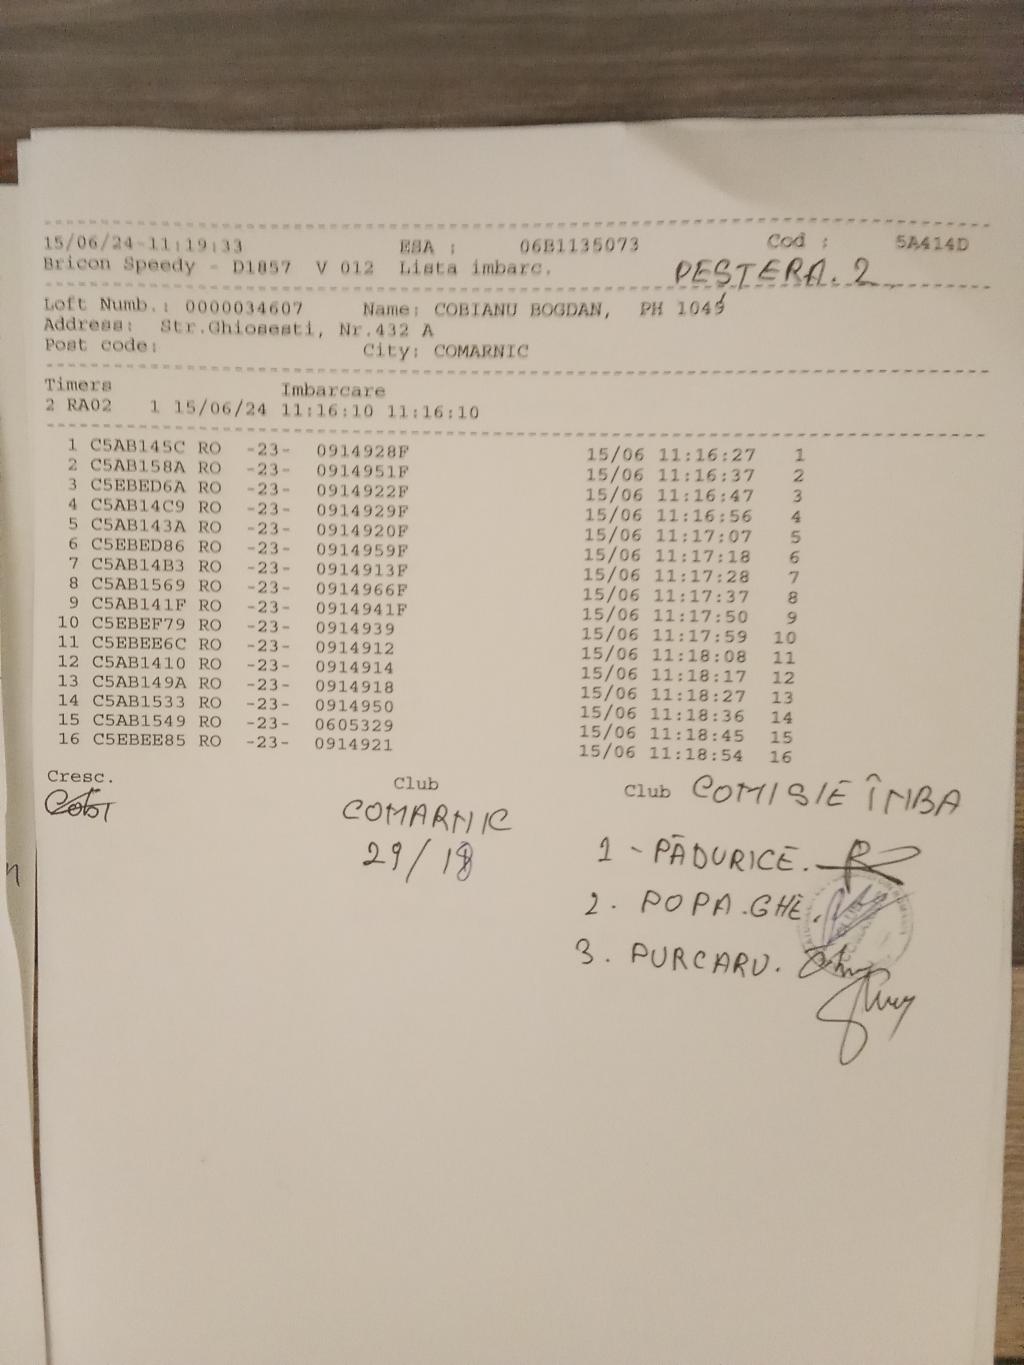 15/06/24-11:19:33 ESA : 06B1135073 Cod : 5A414D
Bricon Speedy - D1857 V 012 Lista imbarc. PESTERA.2
Loft Numb.: 0000034607 Name: COBIANU BOGDAN, PH 1045
Address: Str.Ghiosesti, Nr.432 A
Post code: City: COMARNIC
Timers Imbarcare
2 RA02 1 15/06/24 11:16:10 11:16:10
1 C5AB145C RO -23- 0914928F 15/06 11:16:27 1
2 C5AB158A RO -23- 0914951F 15/06 11:16:37 2
3 C5EBED6A RO -23- 0914922F 15/06 11:16:47 3
4 C5AB14C9 RO -23- 0914929F 15/06 11:16:56 4
5 C5AB143A RO -23- 0914920F 15/06 11:17:07 5
6 C5EBED86 RO -23- 0914959F 15/06 11:17:18 6
7 C5AB14B3 RO -23- 0914913F 15/06 11:17:28 7
8 C5AB1569 RO -23- 0914966F 15/06 11:17:37 8
9 C5AB141F RO -23- 0914941F 15/06 11:17:50 9
10 C5EBEF79 RO -23- 0914939 15/06 11:17:59 10
11 C5EBEE6C RO -23- 0914912 15/06 11:18:08 11
12 C5AB1410 RO -23- 0914914 15/06 11:18:17 12
13 C5AB149A RO -23- 0914918 15/06 11:18:27 13
14 C5AB1533 RO -23- 0914950 15/06 11:18:36 14
15 C5AB1549 RO -23- 0605329 15/06 11:18:45 15
16 C5EBEE85 RO -23- 0914921 15/06 11:18:54 16
Cresc. Club Club COMISIE ÎMBA
COMARNIC
29/18
1 - PĂDURICE.
2. POPA.GHE.
3. PURCARU.